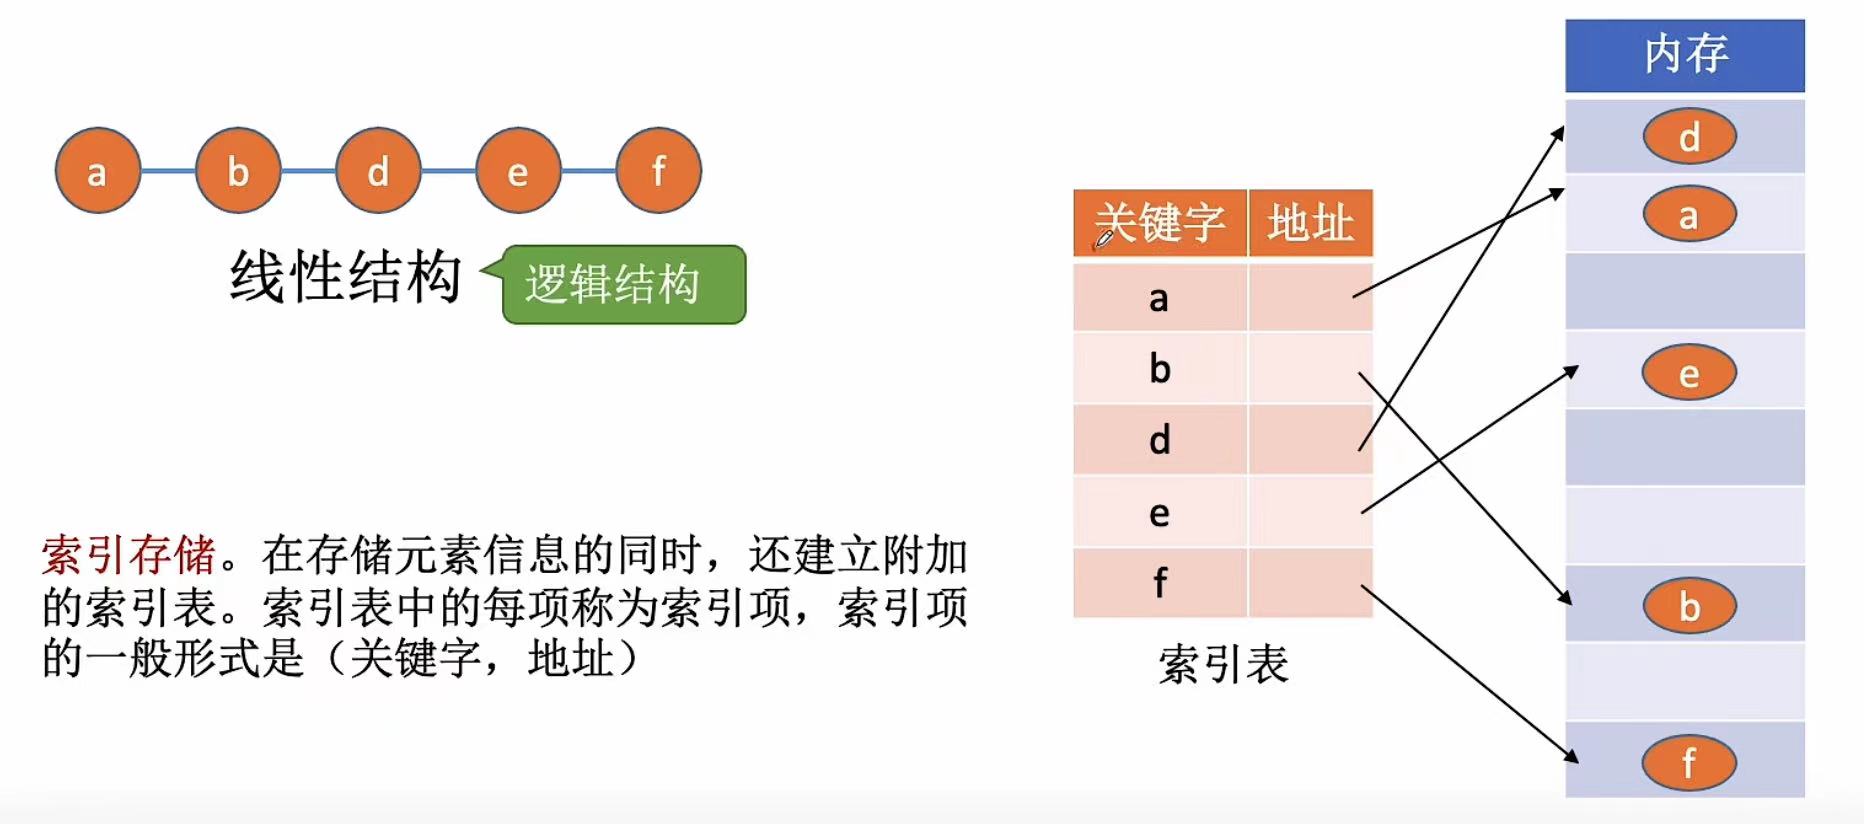 a b d e f
线性结构
逻辑结构
索引存储。在存储元素信息的同时，还建立附加
的索引表。索引表中的每项称为索引项，索引项
的一般形式是（关键字，地址）
关键字 地址
a
b
d
e
f
索引表
内存
d
a
e
b
f